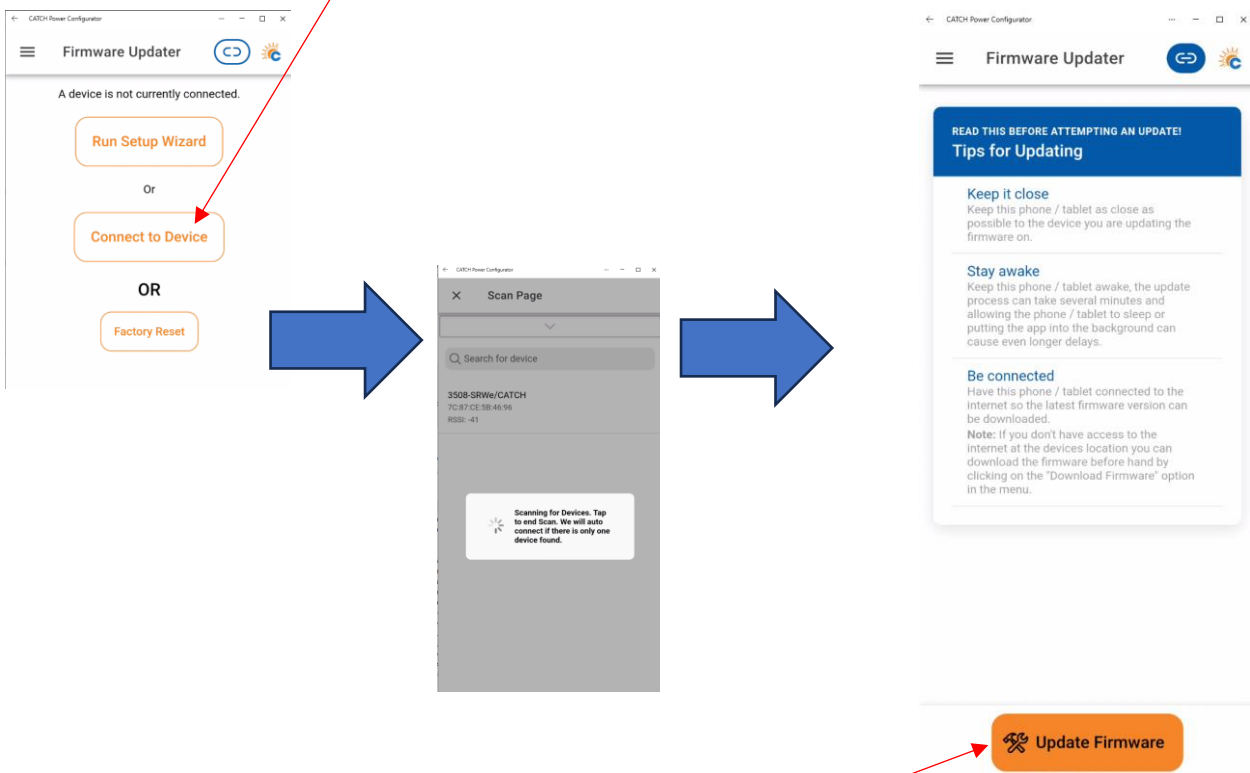 CATCH Power Configurator
Firmware Updater
A device is not currently connected.
Run Setup Wizard
Or
Connect to Device
OR
Factory Reset
CATCH Power Configurator
Scan Page
Search for device
3508-SRWe/CATCH
7C:87:CE:5B:46:96
RSSI: -41
Scanning for Devices. Tap
to end Scan. We will auto
connect if there is only one
device found.
CATCH Power Configurator
Firmware Updater
READ THIS BEFORE ATTEMPTING AN UPDATE!
Tips for Updating
Keep it close
Keep this phone / tablet as close as
possible to the device you are updating the
firmware on.
Stay awake
Keep this phone / tablet awake, the update
process can take several minutes and
allowing the phone / tablet to sleep or
putting the app into the background can
cause even longer delays.
Be connected
Have this phone / tablet connected to the
internet so the latest firmware version can
be downloaded.
Note: If you don't have access to the
internet at the devices location you can
download the firmware before hand by
clicking on the "Download Firmware" option
in the menu.
Update Firmware